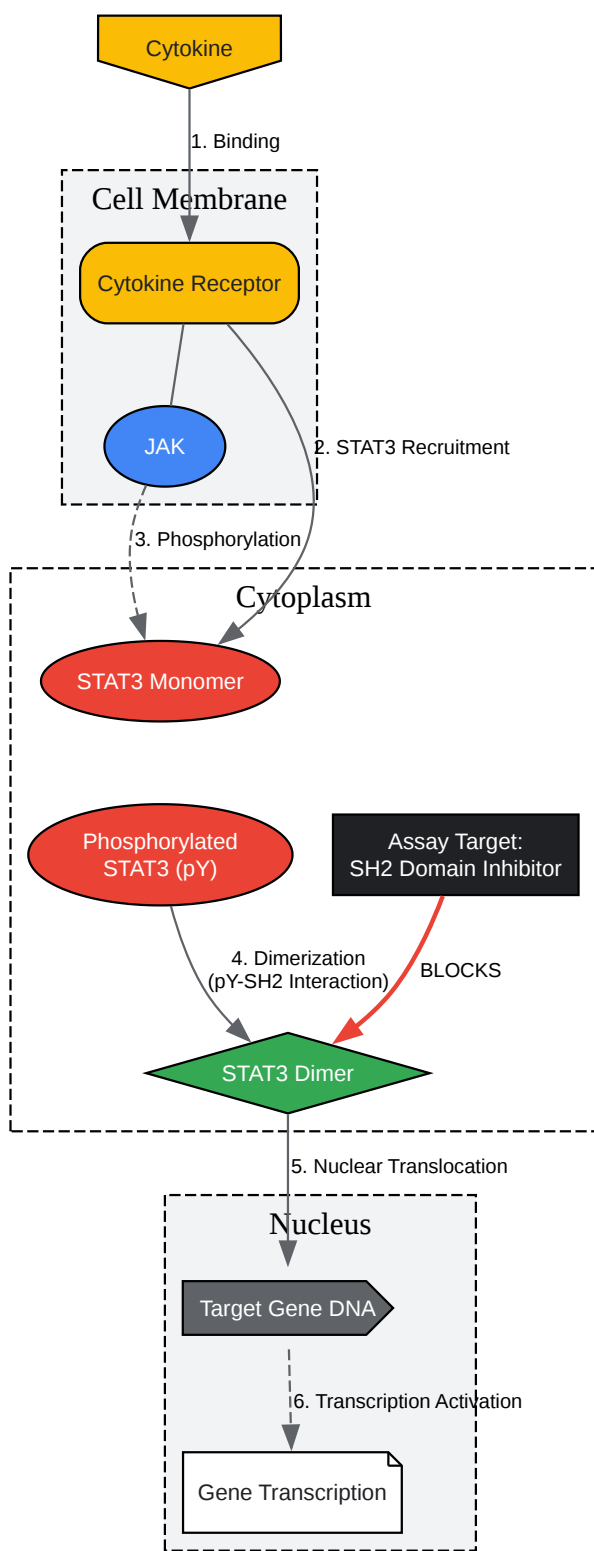 Cytokine
1. Binding
Cell Membrane
Cytokine Receptor
JAK
2. STAT3 Recruitment
3. Phosphorylation
Cytoplasm
STAT3 Monomer
Phosphorylated
STAT3 (pY)
Assay Target:
SH2 Domain Inhibitor
4. Dimerization
(pY-SH2 Interaction)
BLOCKS
STAT3 Dimer
5. Nuclear Translocation
Nucleus
Target Gene DNA
6. Transcription Activation
Gene Transcription